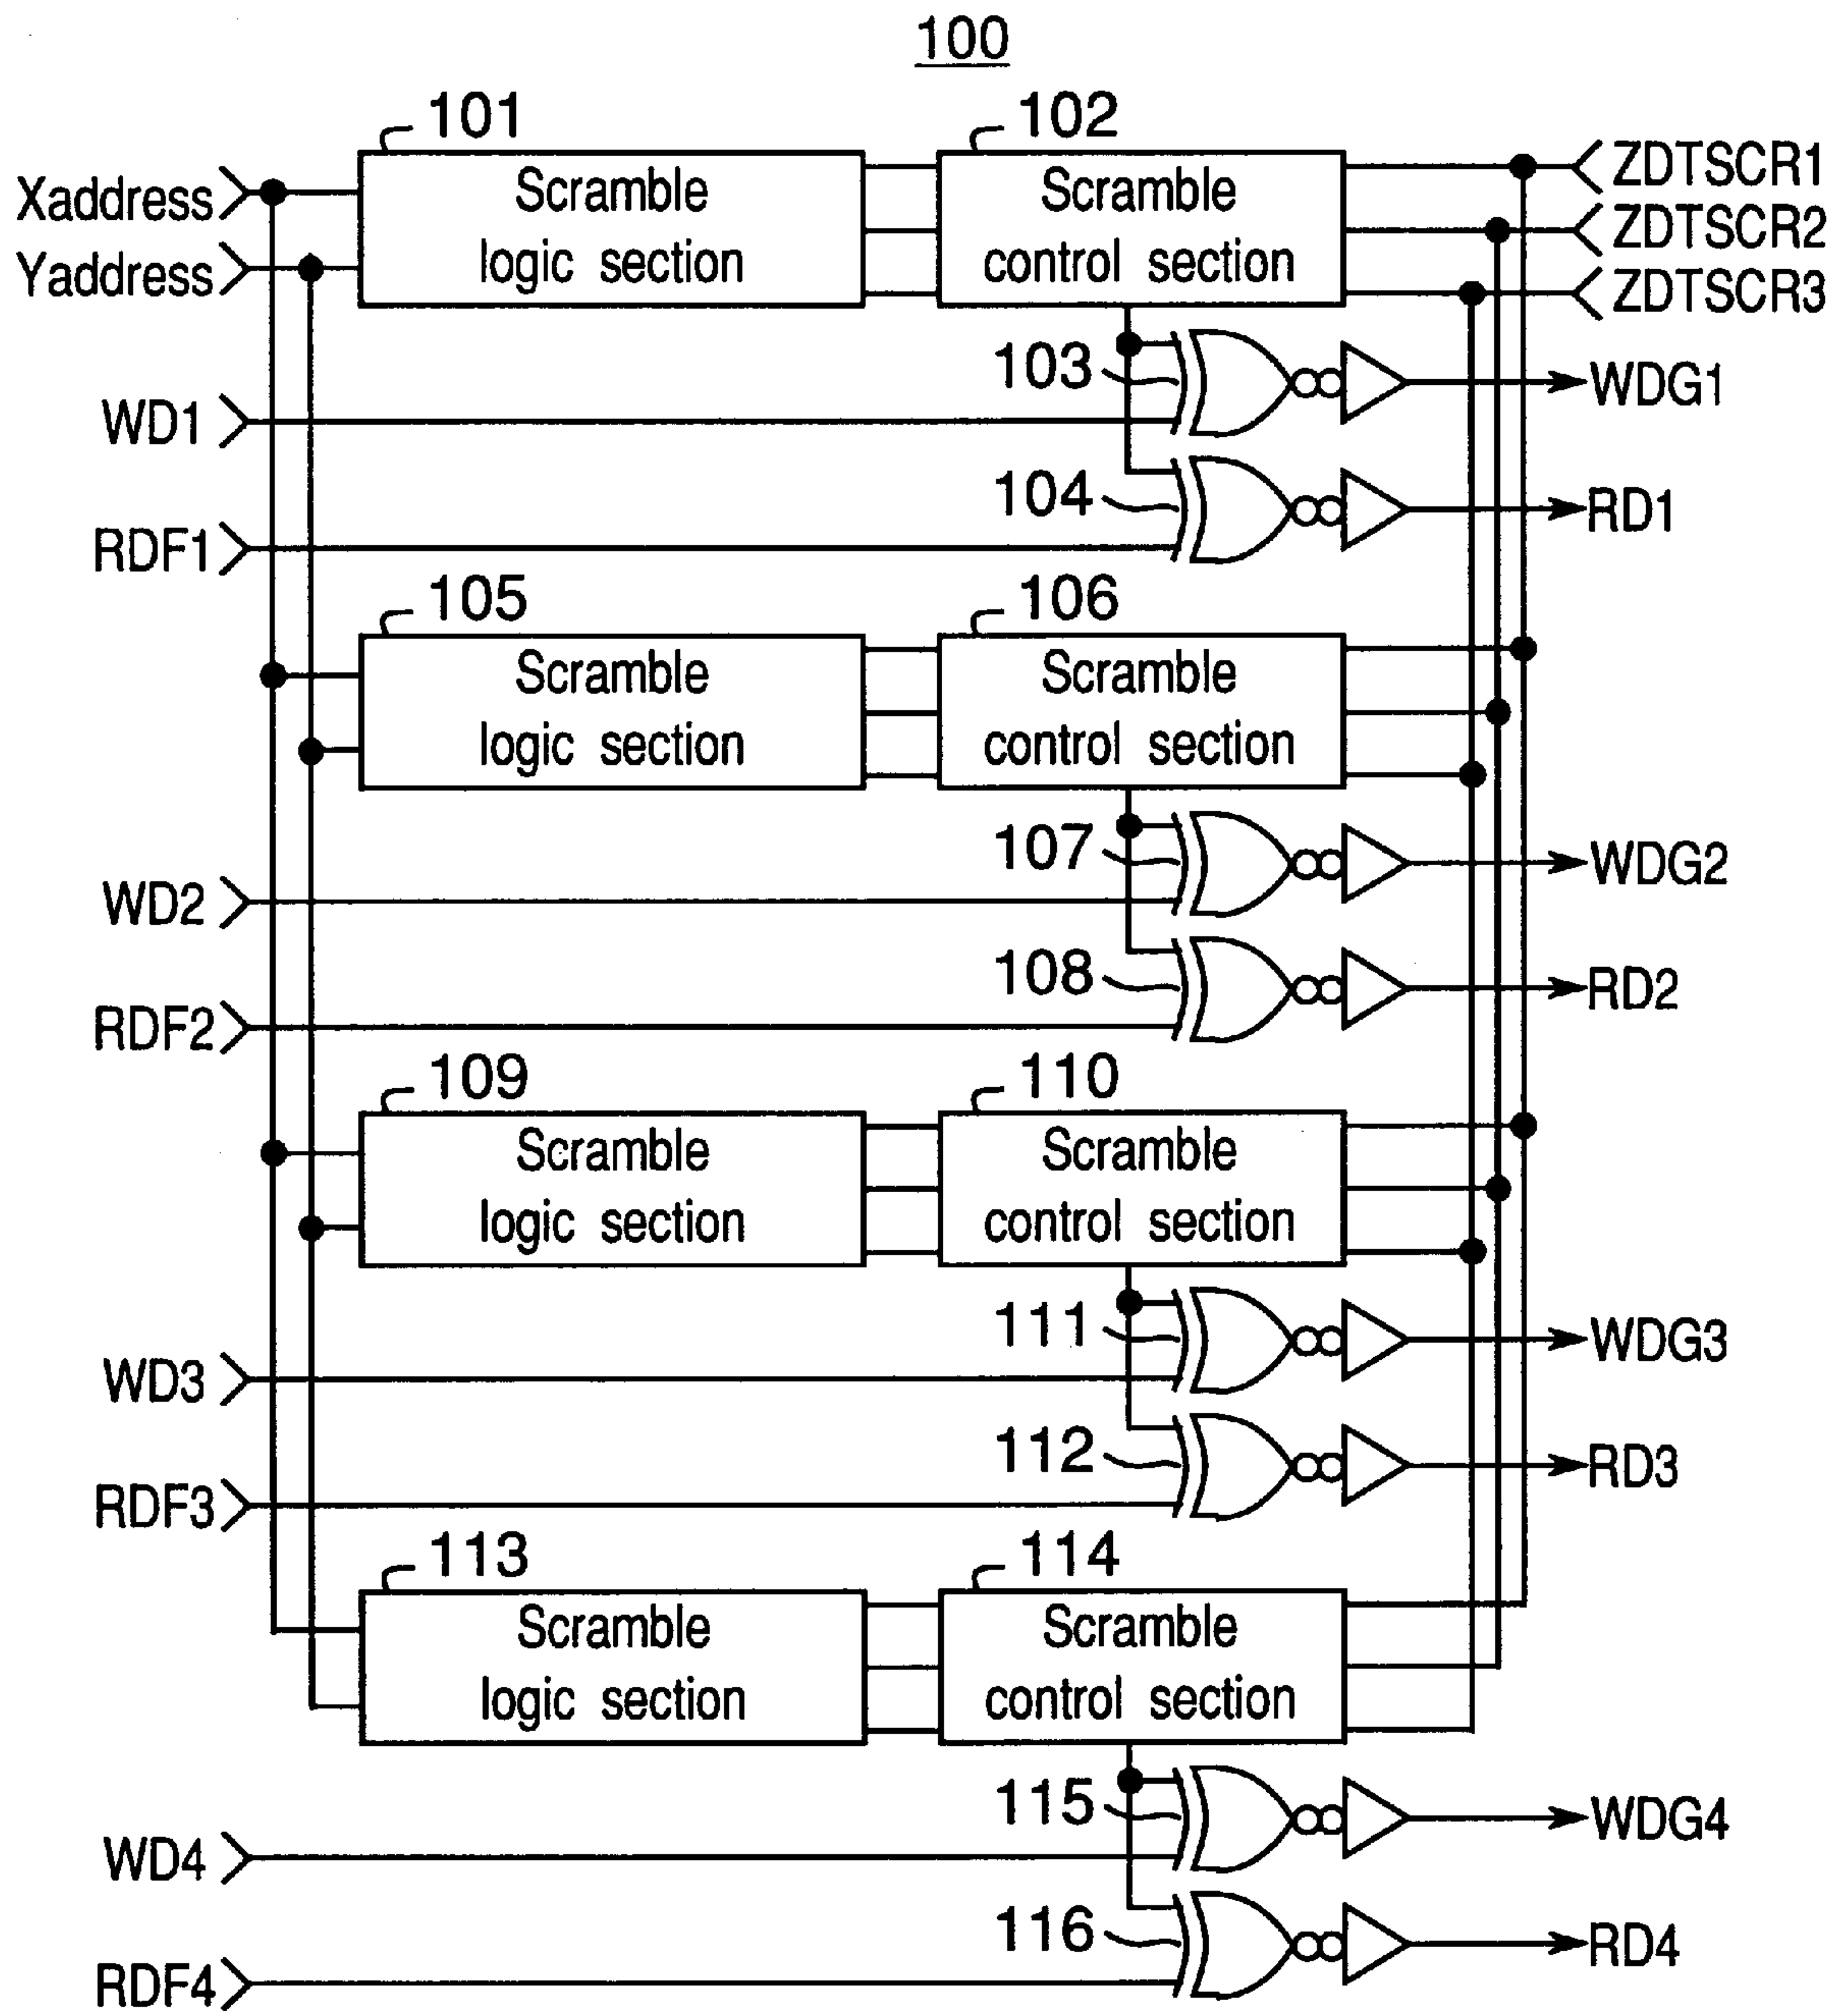 100
101
102
Xaddress
Scramble
logic section
Scramble
control section
ZDTSCR1
Yaddress
ZDTSCR2
ZDTSCR3
103
WDG1
WD1
104
RD1
RDF1
105
106
Scramble
logic section
Scramble
control section
107
WDG2
WD2
108
RD2
RDF2
109
110
Scramble
logic section
Scramble
control section
111
WDG3
WD3
112
RD3
RDF3
113
114
Scramble
logic section
Scramble
control section
115
WDG4
WD4
116
RD4
RDF4